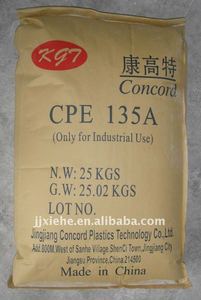 KGT
康高特
Concord
CPE 135A
(Only for Industrial Use)
N.W: 25 KGS
G.W: 25.02 KGS
LOT NO.
Jingjiang Concord Plastics Technology Co.,Ltd.
Add:800M.West of Sanhe Village.ShenCi Town,Jingjiang City
Jiangsu Province,China.214500
Made in China
jjxiehe.en.alibaba.com